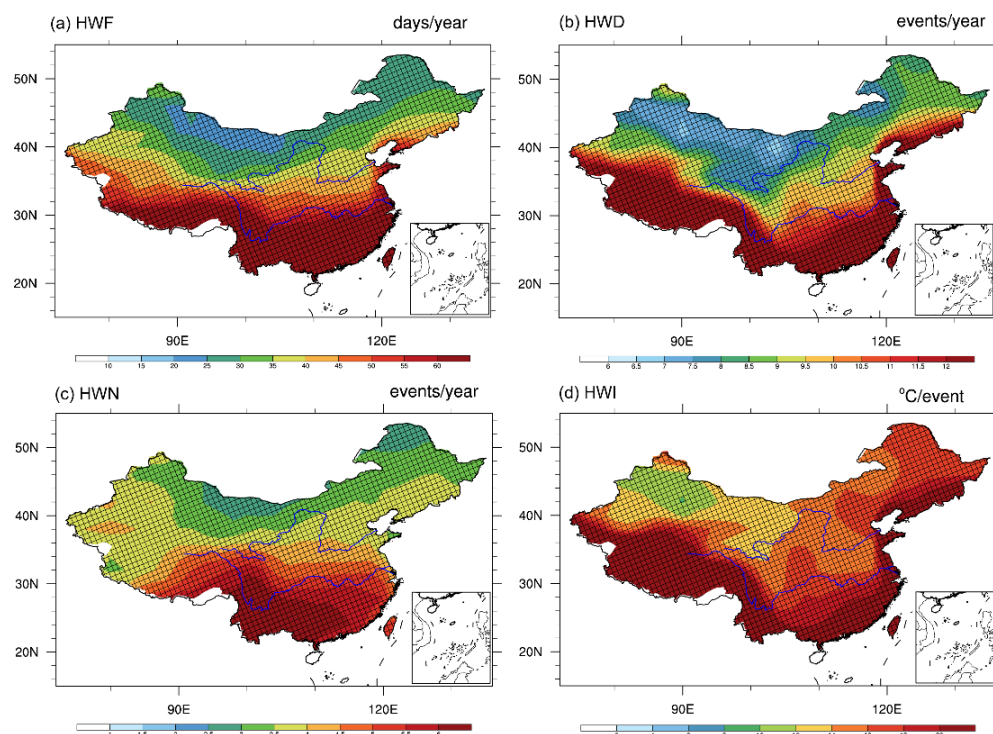 (a) HWF days/year
50N
40N
30N
20N
90E 120E
10 15 20 25 30 35 40 45 50 55 60
(b) HWD events/year
50N
40N
30N
20N
90E 120E
6 6.5 7 7.5 8 8.5 9 9.5 10 10.5 11 11.5 12
(c) HWN events/year
50N
40N
30N
20N
90E 120E
(d) HWI °C/event
50N
40N
30N
20N
90E 120E